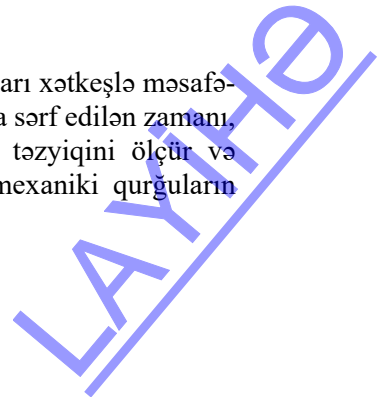 arı xətkeşlə məsafə-
a sərf edilən zamanı,
təzyiqini ölçür və
mexaniki qurğuların
LAYİHƏ